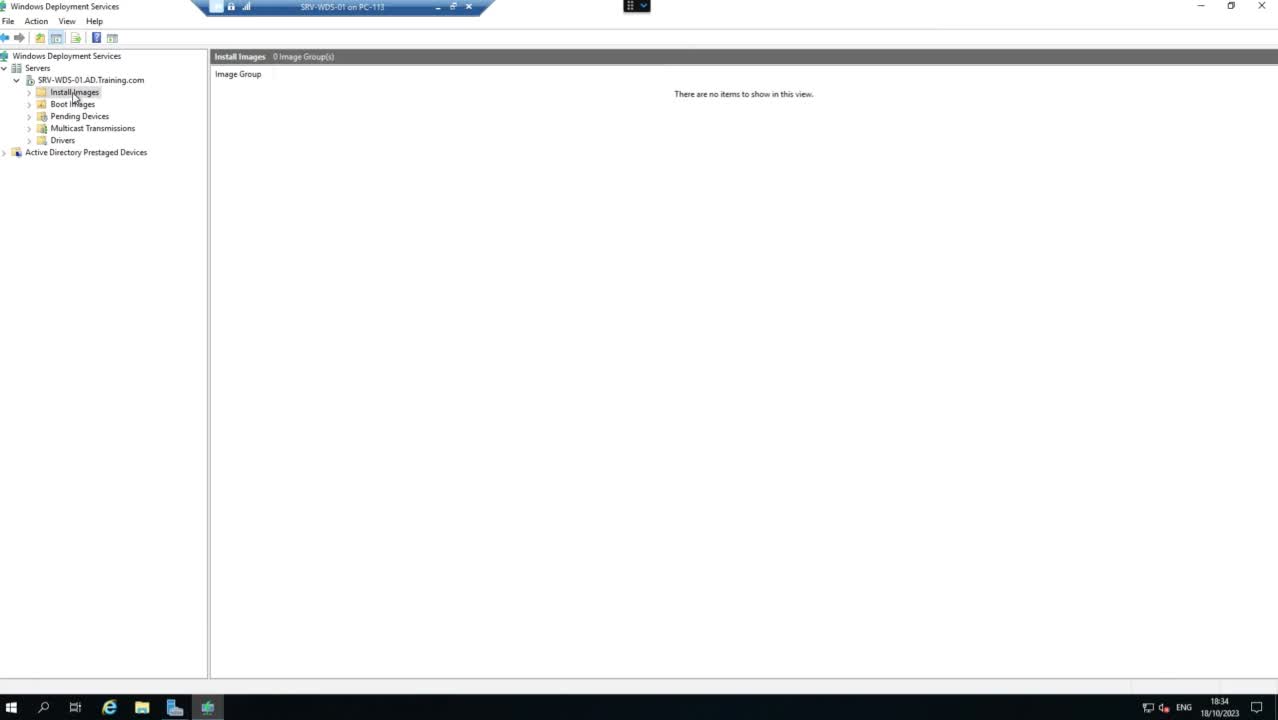 Windows Deployment Services
SRV-WDS-01 on PC-113
File Action View Help
Windows Deployment Services
Servers
SRV-WDS-01.AD.Training.com
Install Images
Boot Images
Pending Devices
Multicast Transmissions
Drivers
Active Directory Prestaged Devices
Install Images 0 Image Group(s)
Image Group
There are no items to show in this view.
ENG
18:34
18/10/2023